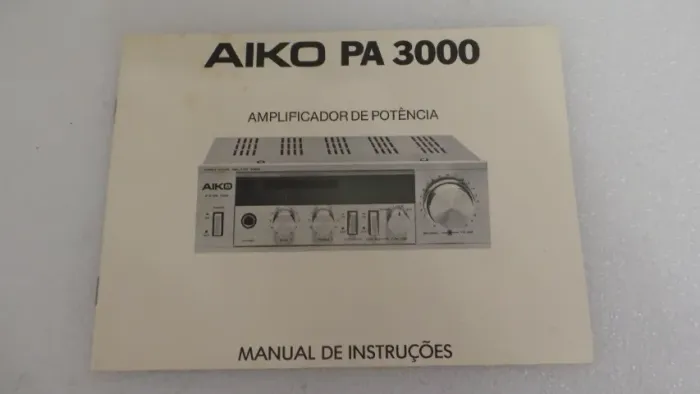 AIKO PA 3000
AMPLIFICADOR DE POTÊNCIA
AIKO
MANUAL DE INSTRUÇÕES